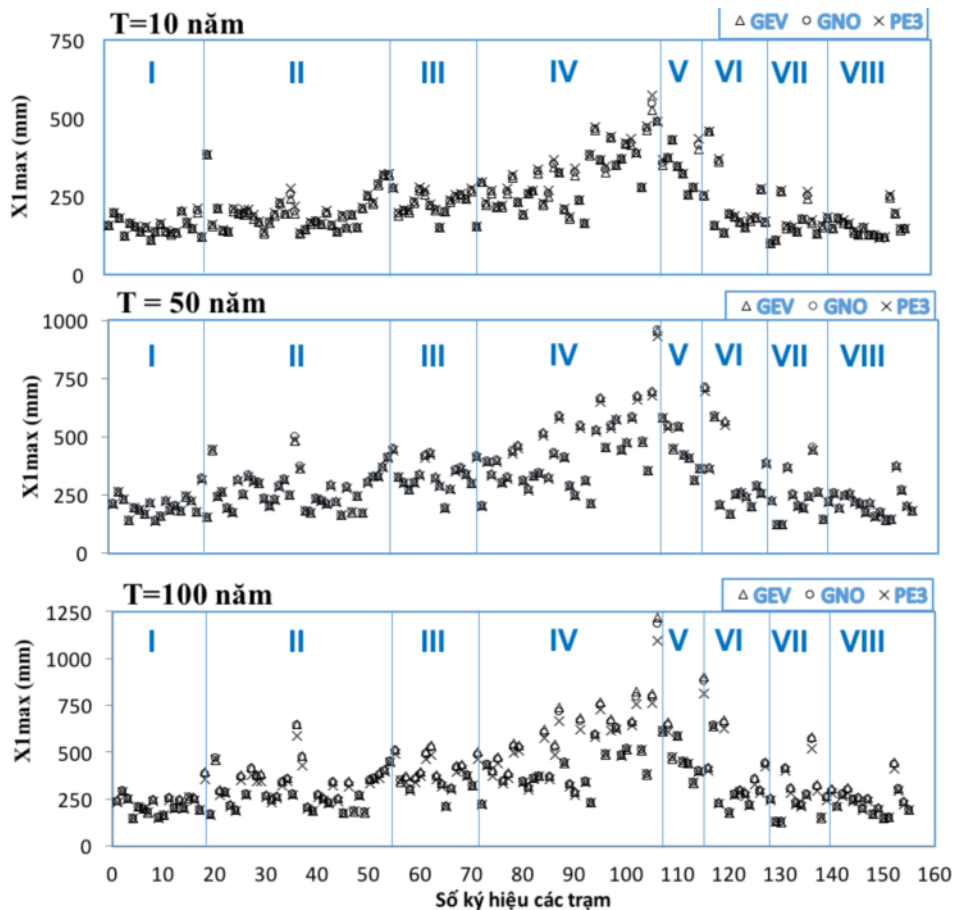 T=10 năm
△ GEV ○ GNO × PE3
750
500
250
0
X1max (mm)
I II III IV V VI VII VIII
T = 50 năm
△ GEV ○ GNO × PE3
1000
750
500
250
0
X1max (mm)
I II III IV V VI VII VIII
T=100 năm
△ GEV ○ GNO × PE3
1250
1000
750
500
250
0
X1max (mm)
I II III IV V VI VII VIII
0 10 20 30 40 50 60 70 80 90 100 110 120 130 140 150 160
Số ký hiệu các trạm